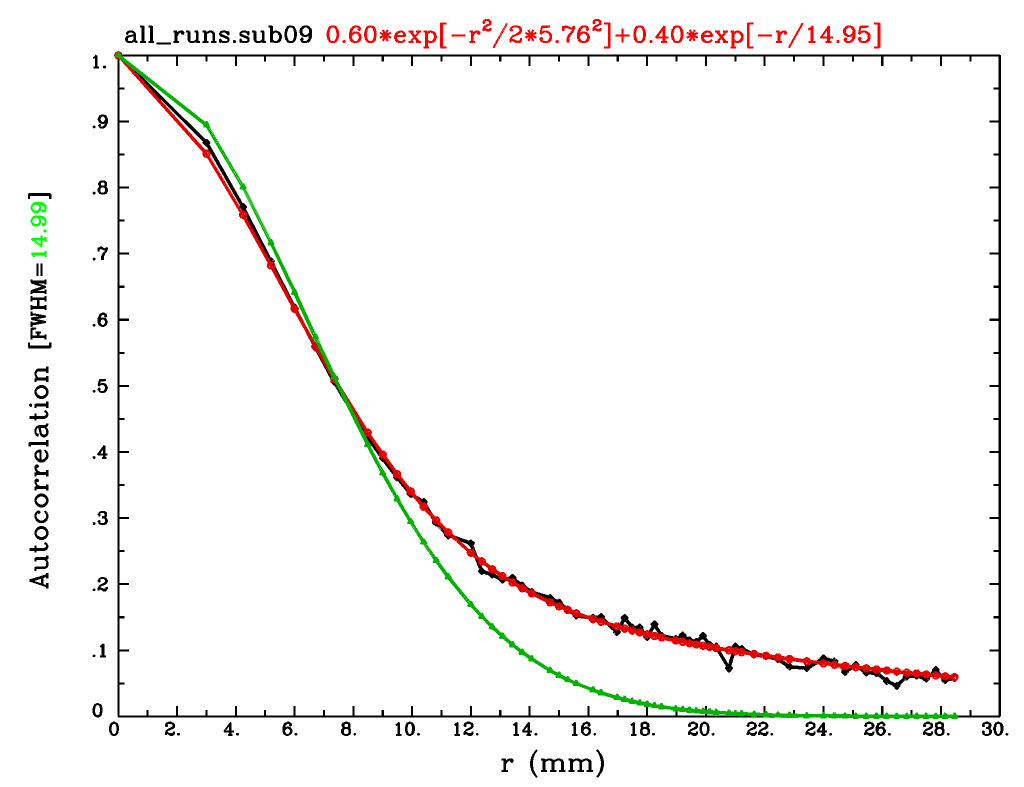 all_runs.sub09 0.60*exp[-r²/2*5.76²]+0.40*exp[-r/14.95]
1.
.9
.8
.7
.6
.5
.4
.3
.2
.1
0
Autocorrelation [FWHM=14.99]
0. 2. 4. 6. 8. 10. 12. 14. 16. 18. 20. 22. 24. 26. 28. 30.
r (mm)